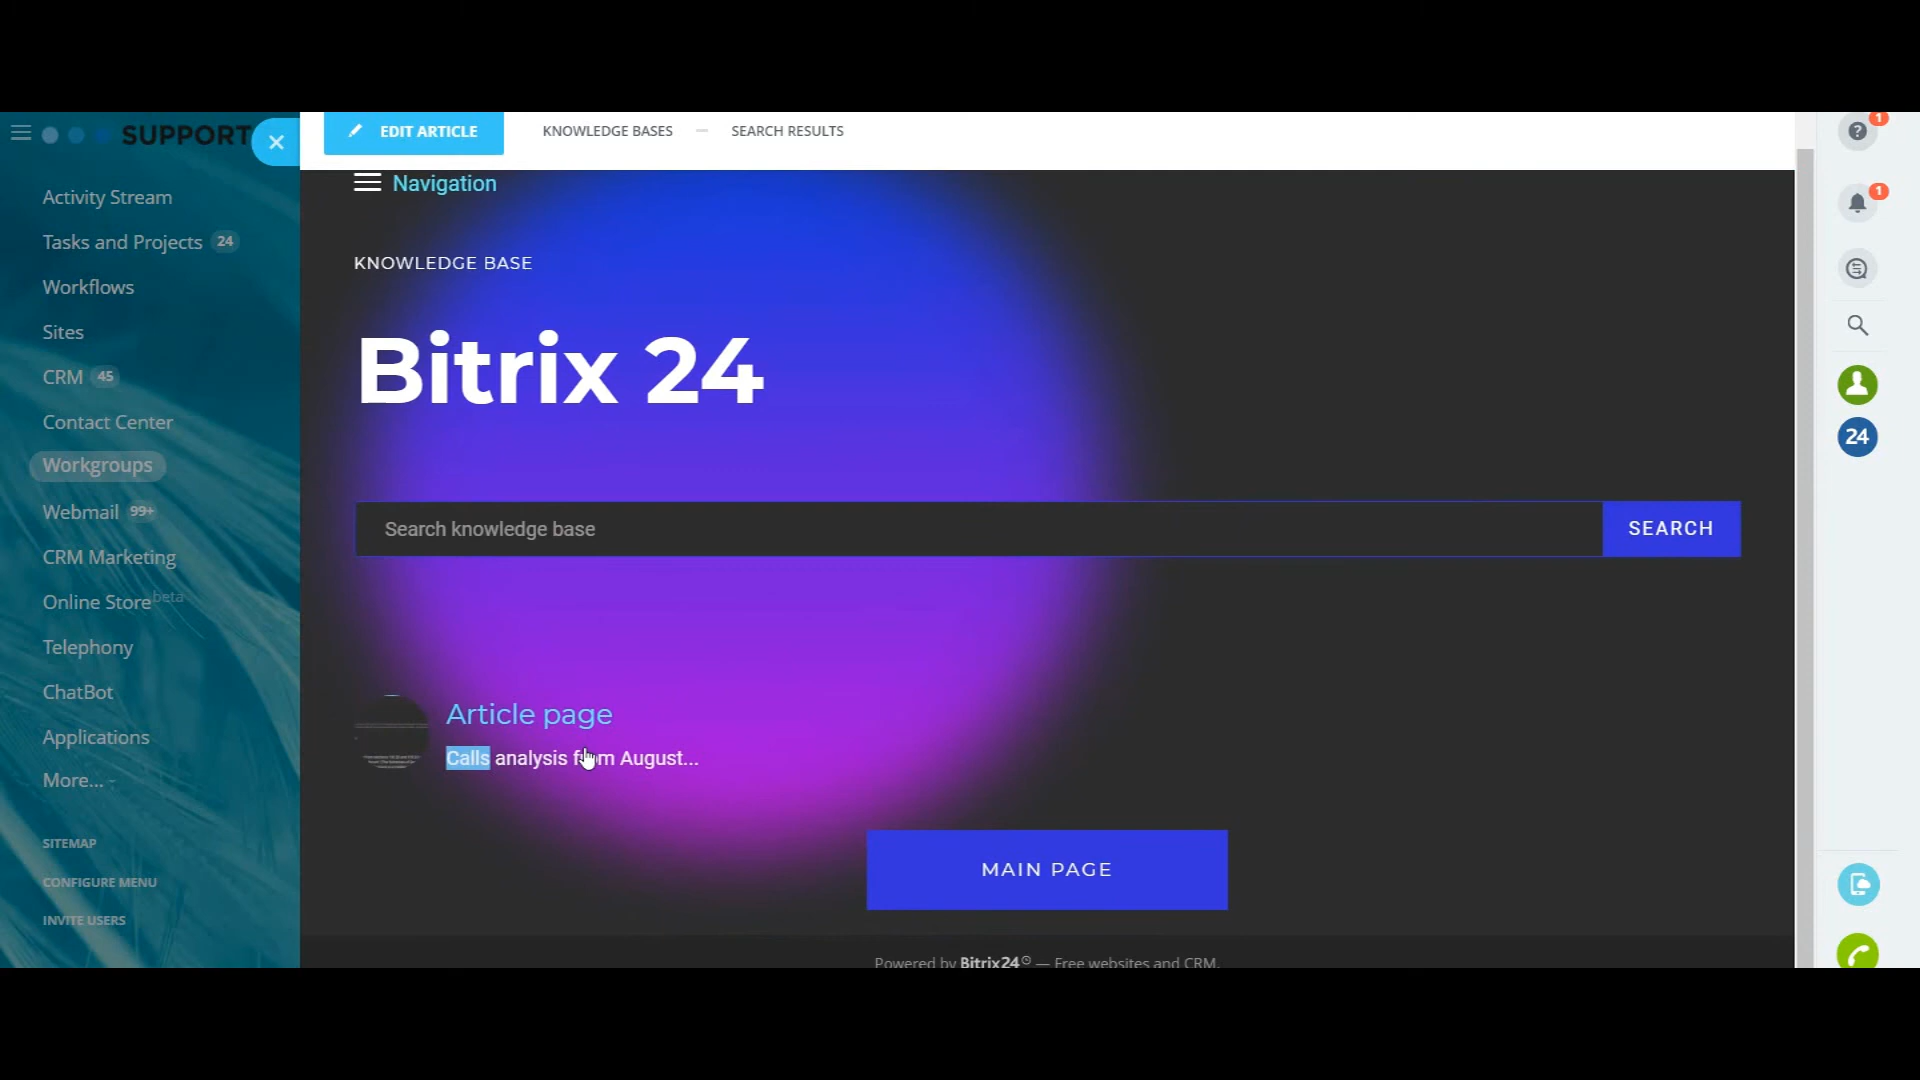 SUPPORT
Activity Stream
Tasks and Projects 24
Workflows
Sites
CRM 45
Contact Center
Workgroups
Webmail 99+
CRM Marketing
Online Store beta
Telephony
ChatBot
Applications
More...
SITEMAP
CONFIGURE MENU
INVITE USERS
EDIT ARTICLE
KNOWLEDGE BASES — SEARCH RESULTS
Navigation
KNOWLEDGE BASE
Bitrix 24
Search knowledge base
SEARCH
Article page
Calls analysis from August...
MAIN PAGE
Powered by Bitrix24 — Free websites and CRM.
? 1
1
24